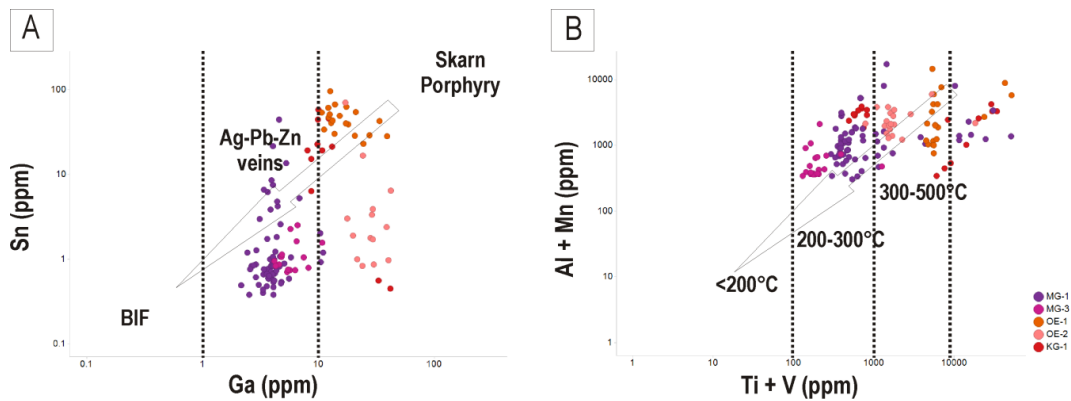 A
Sn (ppm)
100
10
1
0.1
Skarn
Porphyry
Ag-Pb-Zn
veins
BIF
0.1
1
10
100
Ga (ppm)
B
Al + Mn (ppm)
10000
1000
100
10
1
300-500°C
200-300°C
<200°C
1
10
100
1000
10000
Ti + V (ppm)
MG-1
MG-3
OE-1
OE-2
KG-1